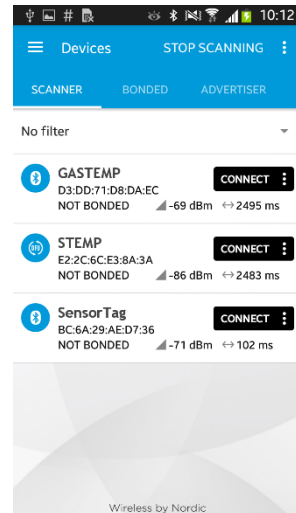 10:12
Devices STOP SCANNING
SCANNER BONDED ADVERTISER
No filter
GASTEMP
D3:DD:71:D8:DA:EC
NOT BONDED -69 dBm 2495 ms
CONNECT
STEMP
E2:2C:6C:E3:8A:3A
NOT BONDED -86 dBm 2483 ms
CONNECT
SensorTag
BC:6A:29:AE:D7:36
NOT BONDED -71 dBm 102 ms
CONNECT
Wireless by Nordic